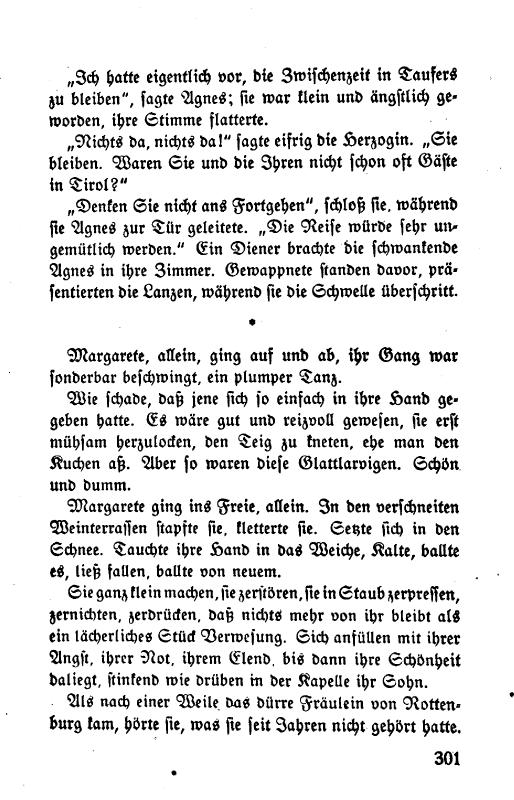 „Ich hatte eigentlich vor, die Zwischenzeit in Taufers
zu bleiben“, sagte Agnes; sie war klein und ängstlich ge-
worden, ihre Stimme flatterte.
„Nichts da, nichts da!“ sagte eifrig die Herzogin. „Sie
bleiben. Waren Sie und die Ihren nicht schon oft Gäste
in Tirol?“
„Denken Sie nicht ans Fortgehen“, schloß sie, während
sie Agnes zur Tür geleitete. „Die Reise würde sehr un-
gemütlich werden.“ Ein Diener brachte die schwankende
Agnes in ihre Zimmer. Gewappnete standen davor, prä-
sentierten die Lanzen, während sie die Schwelle überschritt.
*
Margarete, allein, ging auf und ab, ihr Gang war
sonderbar beschwingt, ein plumper Tanz.
Wie schade, daß jene sich so einfach in ihre Hand ge-
geben hatte. Es wäre gut und reizvoll gewesen, sie erst
mühsam herzulocken, den Teig zu kneten, ehe man den
Kuchen aß. Aber so waren diese Glattlarvigen. Schön
und dumm.
Margarete ging ins Freie, allein. In den verschneiten
Weinterrassen stapfte sie, kletterte sie. Setzte sich in den
Schnee. Tauchte ihre Hand in das Weiche, Kalte, ballte
es, ließ fallen, ballte von neuem.
Sie ganz klein machen, sie zerstören, sie in Staub zerpressen,
zernichten, zerdrücken, daß nichts mehr von ihr bleibt als
ein lächerliches Stück Verwesung. Sich anfüllen mit ihrer
Angst, ihrer Not, ihrem Elend, bis dann ihre Schönheit
daliegt, stinkend wie drüben in der Kapelle ihr Sohn.
Als nach einer Weile das dürre Fräulein von Rotten-
burg kam, hörte sie, was sie seit Jahren nicht gehört hatte.
301